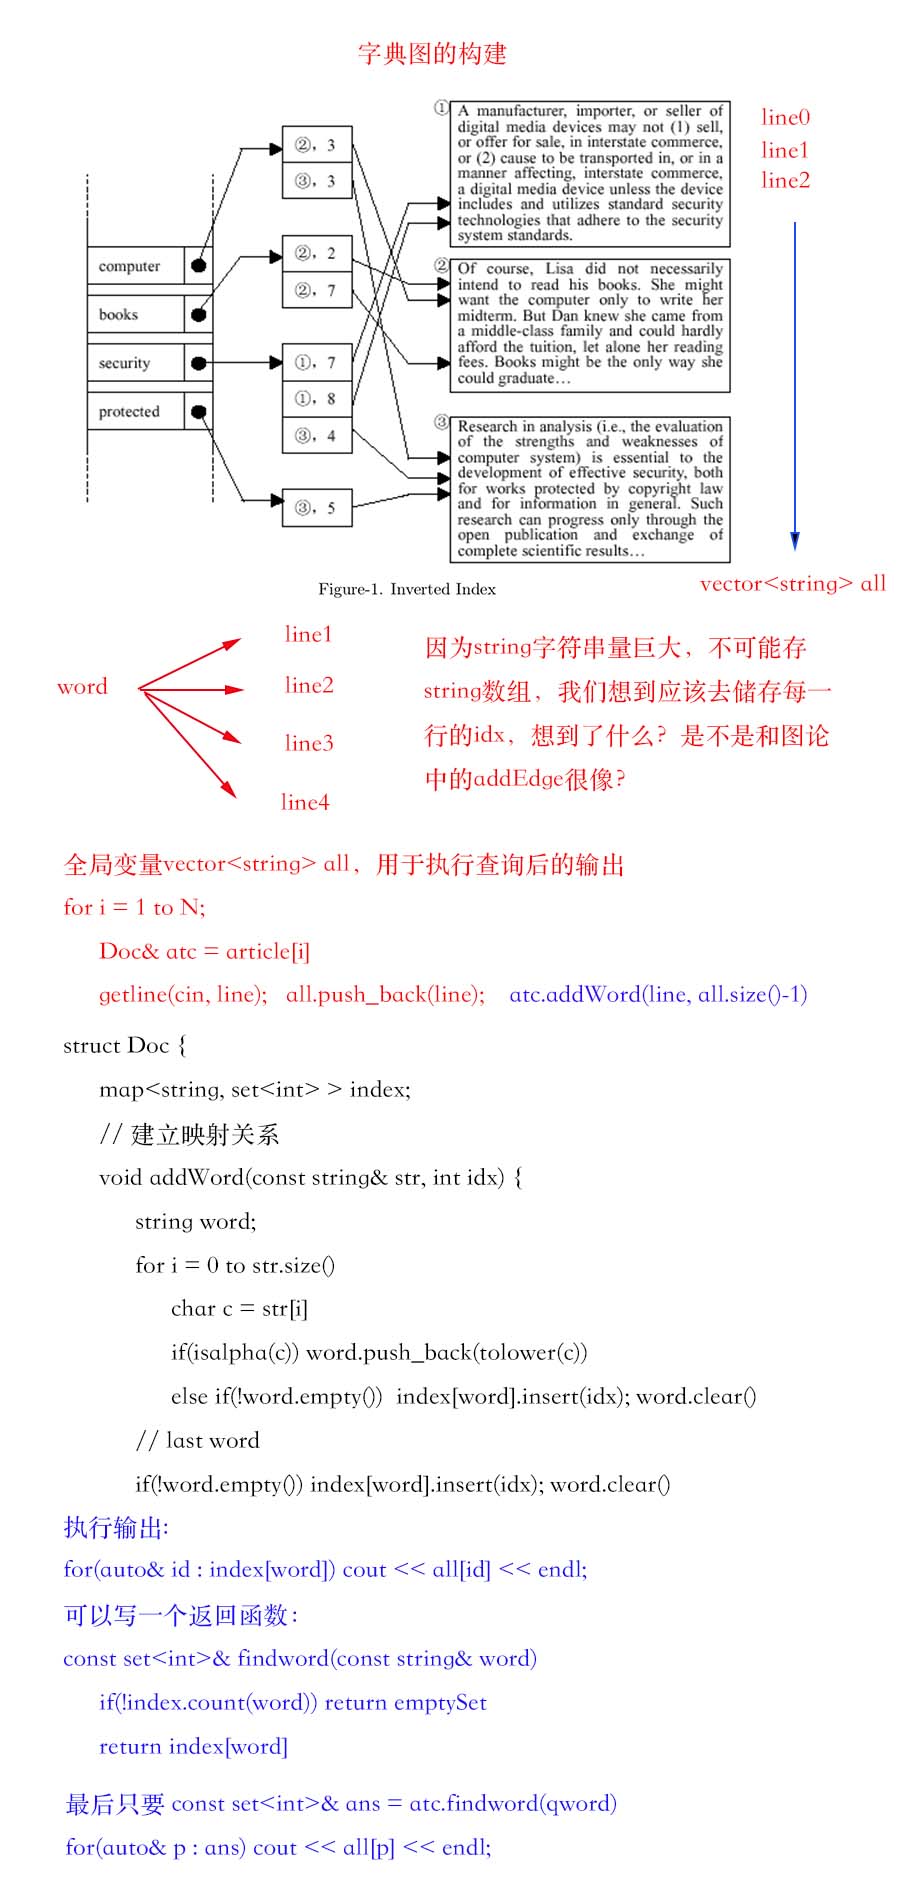 字典图的构建
computer
books
security
protected
②, 3
③, 3
②, 2
②, 7
①, 7
①, 8
③, 4
③, 5
①
A manufacturer, importer, or seller of
digital media devices may not (1) sell,
or offer for sale, in interstate commerce,
or (2) cause to be transported in, or in a
manner affecting, interstate commerce,
a digital media device unless the device
includes and utilizes standard security
technologies that adhere to the security
system standards.
②
Of course, Lisa did not necessarily
intend to read his books. She might
want the computer only to write her
midterm. But Dan knew she came from
a middle-class family and could hardly
afford the tuition, let alone her reading
fees. Books might be the only way she
could graduate…
③
Research in analysis (i.e., the evaluation
of the strengths and weaknesses of
computer system) is essential to the
development of effective security, both
for works protected by copyright law
and for information in general. Such
research can progress only through the
open publication and exchange of
complete scientific results…
line0
line1
line2
vector<string> all
Figure-1. Inverted Index
word
line1
line2
line3
line4
因为string字符串量巨大，不可能存
string数组，我们想到应该去储存每一
行的idx，想到了什么？是不是和图论
中的addEdge很像？
全局变量vector<string> all，用于执行查询后的输出
for i = 1 to N;
Doc& atc = article[i]
getline(cin, line); all.push_back(line); atc.addWord(line, all.size()-1)
struct Doc {
map<string, set<int> > index;
// 建立映射关系
void addWord(const string& str, int idx) {
string word;
for i = 0 to str.size()
char c = str[i]
if(isalpha(c)) word.push_back(tolower(c))
else if(!word.empty()) index[word].insert(idx); word.clear()
// last word
if(!word.empty()) index[word].insert(idx); word.clear()
执行输出:
for(auto& id : index[word]) cout << all[id] << endl;
可以写一个返回函数：
const set<int>& findword(const string& word)
if(!index.count(word)) return emptySet
return index[word]
最后只要 const set<int>& ans = atc.findword(qword)
for(auto& p : ans) cout << all[p] << endl;